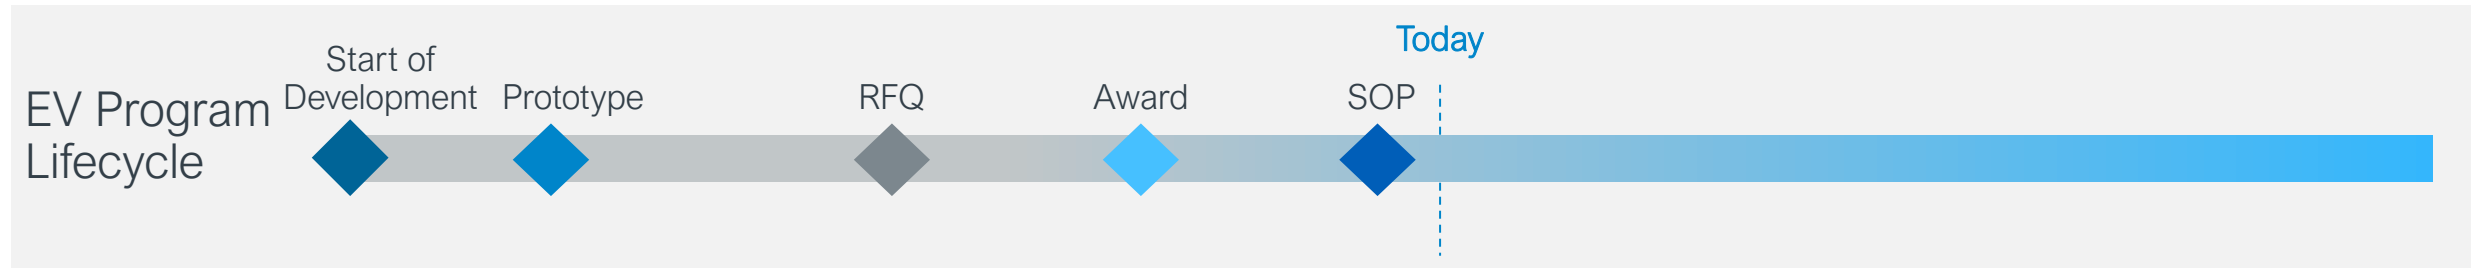 EV Program
Lifecycle
Start of
Development
Prototype
RFQ
Award
SOP
Today